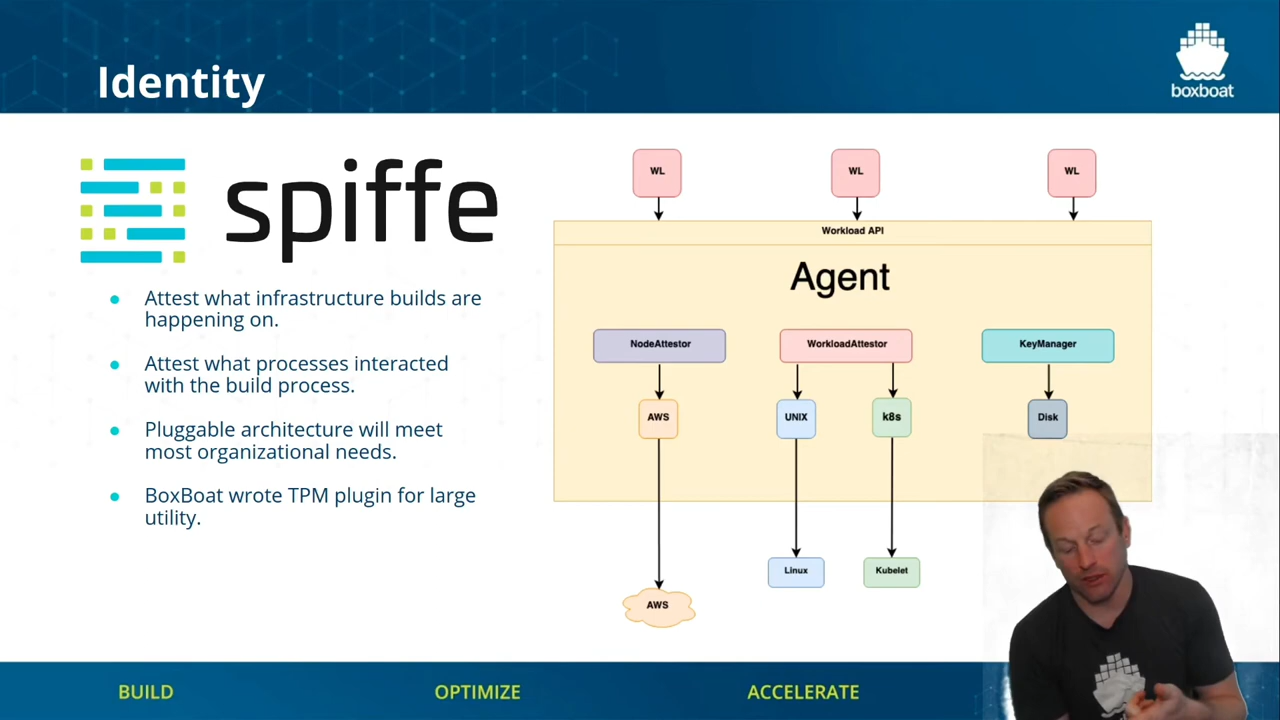 Identity
boxboat
spiffe
Attest what infrastructure builds are
happening on.
Attest what processes interacted
with the build process.
Pluggable architecture will meet
most organizational needs.
BoxBoat wrote TPM plugin for large
utility.
WL
WL
WL
Workload API
Agent
NodeAttestor
WorkloadAttestor
KeyManager
AWS
UNIX
k8s
Disk
Linux
Kubelet
AWS
BUILD
OPTIMIZE
ACCELERATE